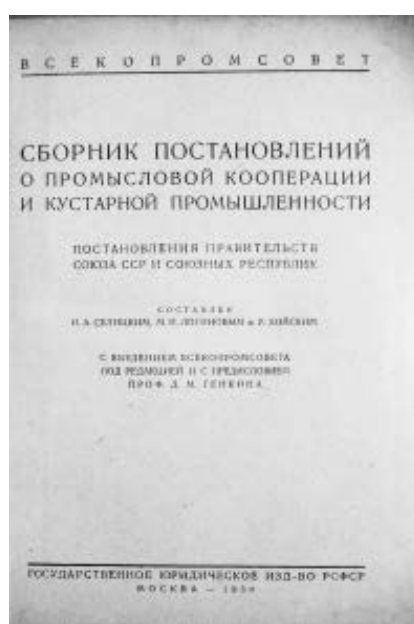 ВСЕКОПРОМСОВЕТ
СБОРНИК ПОСТАНОВЛЕНИЙ
О ПРОМЫСЛОВОЙ КООПЕРАЦИИ
И КУСТАРНОЙ ПРОМЫШЛЕННОСТИ
ПОСТАНОВЛЕНИЯ ПРАВИТЕЛЬСТВ
СОЮЗА ССР И СОЮЗНЫХ РЕСПУБЛИК
СОСТАВЛЕН
С ВВЕДЕНИЕМ ВСЕКОПРОМСОВЕТА
ПОД РЕДАКЦИЕЙ И С ПРЕДИСЛОВИЕМ
ПРОФ. Д. М. ГЕНКИНА
ГОСУДАРСТВЕННОЕ ЮРИДИЧЕСКОЕ ИЗД-ВО РСФСР
МОСКВА —